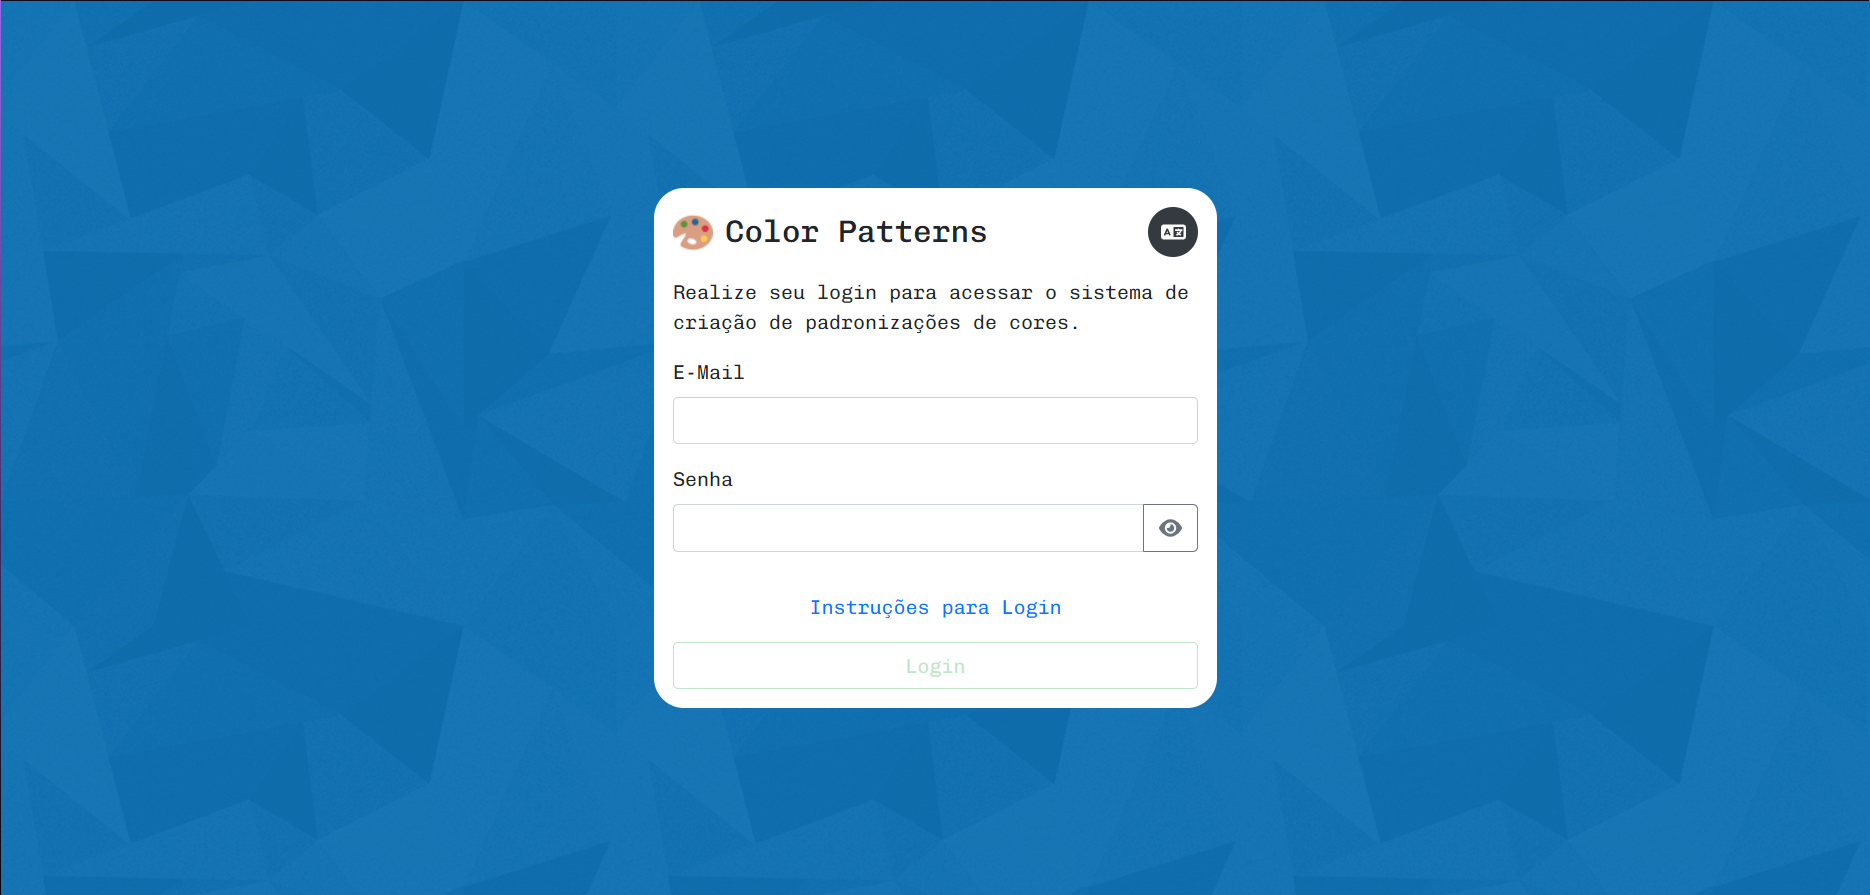 Color Patterns
Realize seu login para acessar o sistema de
criação de padronizações de cores.
E-Mail
Senha
Instruções para Login
Login